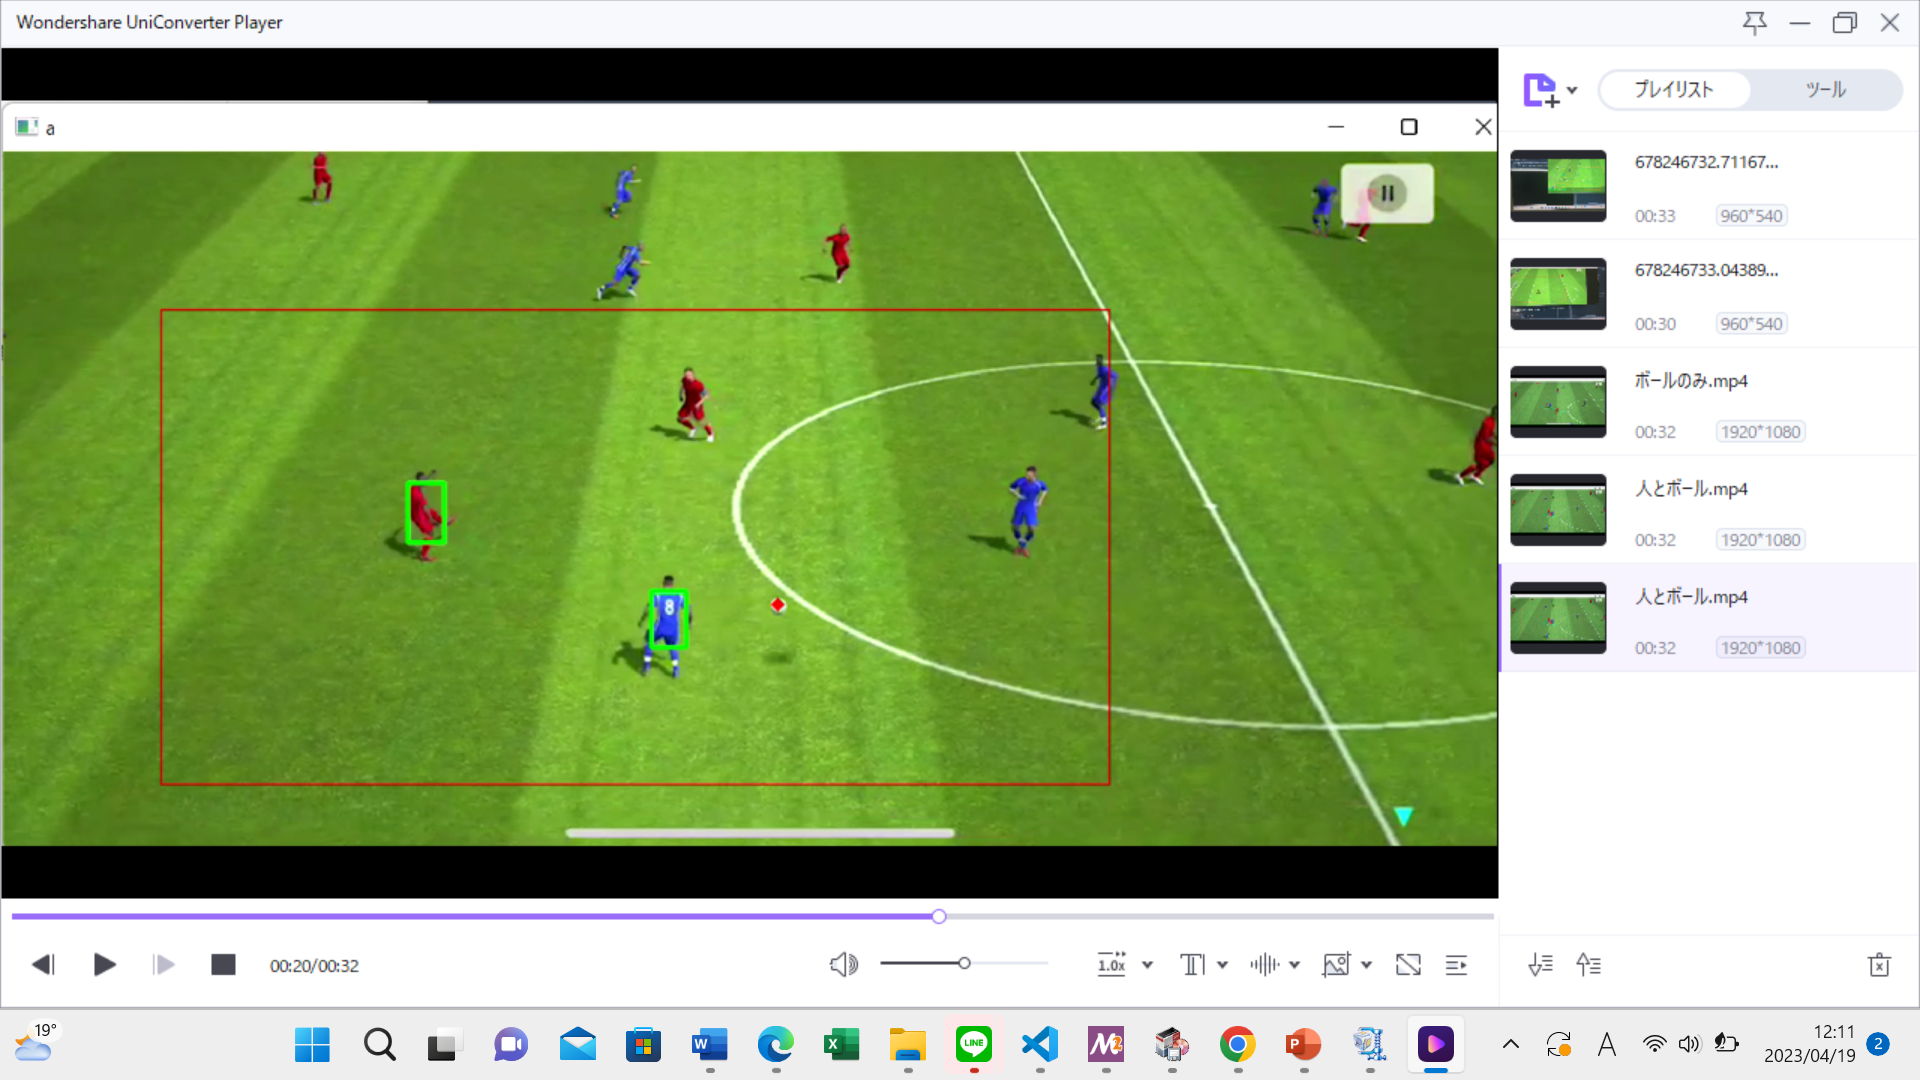 Wondershare UniConverter Player
プレイリスト
ツール
a
678246732.71167...
00:33
960*540
678246733.04389...
00:30
960*540
ボールのみ.mp4
00:32
1920*1080
人とボール.mp4
00:32
1920*1080
人とボール.mp4
00:32
1920*1080
8
00:20/00:32
1.0x
19°
LINE
A
12:11
2023/04/19
2